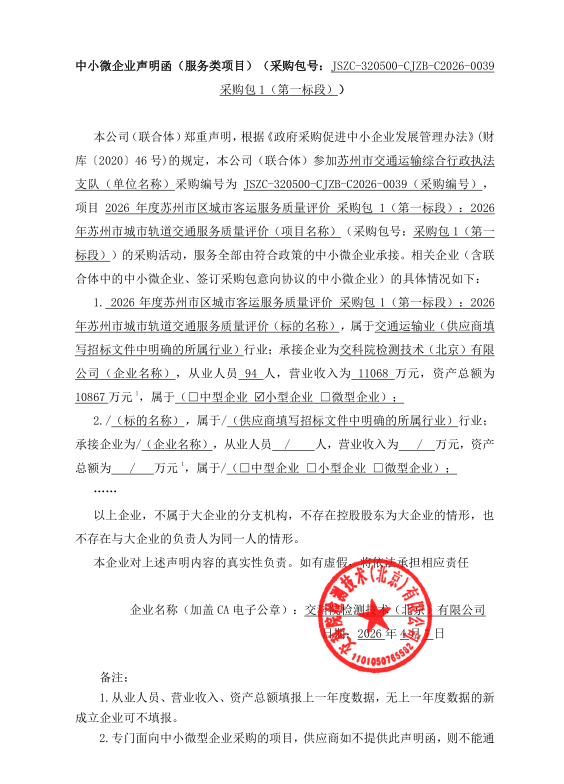 中小微企业声明函（服务类项目）（采购包号：JSZC-320500-CJZB-C2026-0039
采购包 1（第一标段））
本公司（联合体）郑重声明，根据《政府采购促进中小企业发展管理办法》（财
库〔2020〕46 号）的规定，本公司（联合体）参加苏州市交通运输综合行政执法
支队（单位名称）采购编号为 JSZC-320500-CJZB-C2026-0039（采购编号），
项目 2026 年度苏州市区城市客运服务质量评价 采购包 1（第一标段）：2026
年苏州市城市轨道交通服务质量评价（项目名称）（采购包号：采购包 1（第一
标段））的采购活动，服务全部由符合政策的中小微企业承接。相关企业（含联
合体中的中小微企业、签订采购意向协议的中小微企业）的具体情况如下：
1. 2026 年度苏州市区城市客运服务质量评价 采购包 1（第一标段）：2026
年苏州市城市轨道交通服务质量评价（标的名称），属于交通运输业（供应商填
写招标文件中明确的所属行业）行业；承接企业为交科院检测技术（北京）有限
公司（企业名称），从业人员 94 人，营业收入为 11068 万元，资产总额为
10867 万元¹，属于（□中型企业 ☑小型企业 □微型企业）；
2. /（标的名称），属于/（供应商填写招标文件中明确的所属行业）行业；
承接企业为/（企业名称），从业人员 / 人，营业收入为 / 万元，资产
总额为 / 万元¹，属于/（□中型企业 □小型企业 □微型企业）；
……
以上企业，不属于大企业的分支机构，不存在控股股东为大企业的情形，也
不存在与大企业的负责人为同一人的情形。
本企业对上述声明内容的真实性负责。如有虚假，将依法承担相应责任
企业名称（加盖 CA 电子公章）：交科院检测技术（北京）有限公司
日期：2026 年 4 月 日
交科院检测技术（北京）有限公司
1101050765582
备注：
1. 从业人员、营业收入、资产总额填报上一年度数据，无上一年度数据的新
成立企业可不填报。
2. 专门面向中小微型企业采购的项目，供应商如不提供此声明函，则不能通